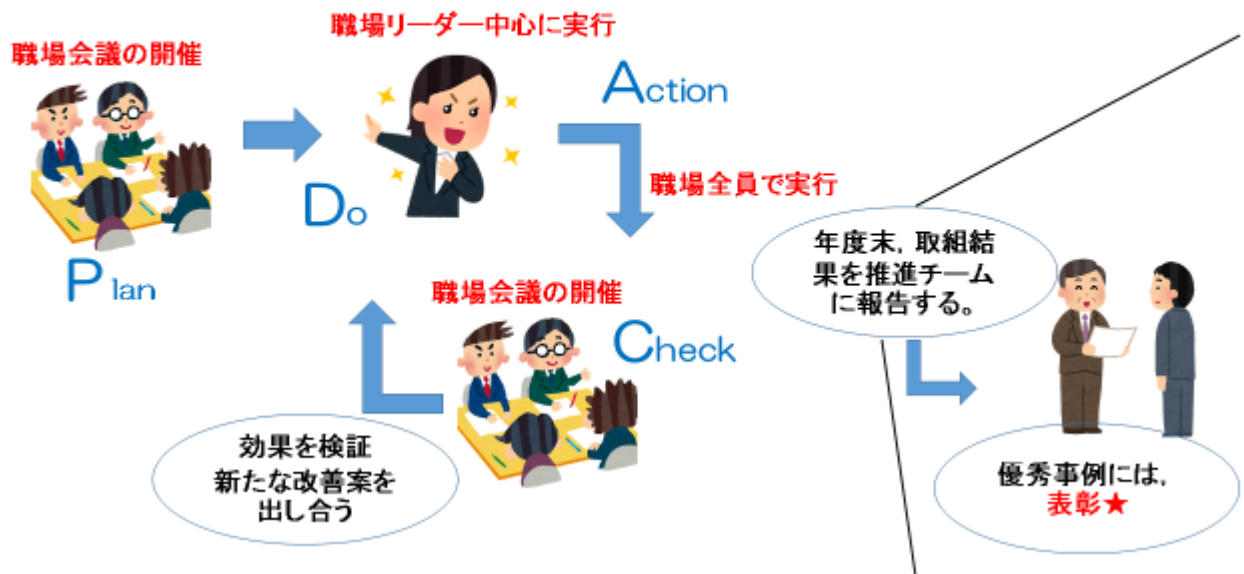 職場会議の開催
Plan
職場リーダー中心に実行
Do
Action
職場全員で実行
職場会議の開催
Check
効果を検証
新たな改善案を
出し合う
年度末，取組結
果を推進チーム
に報告する。
優秀事例には，
表彰★